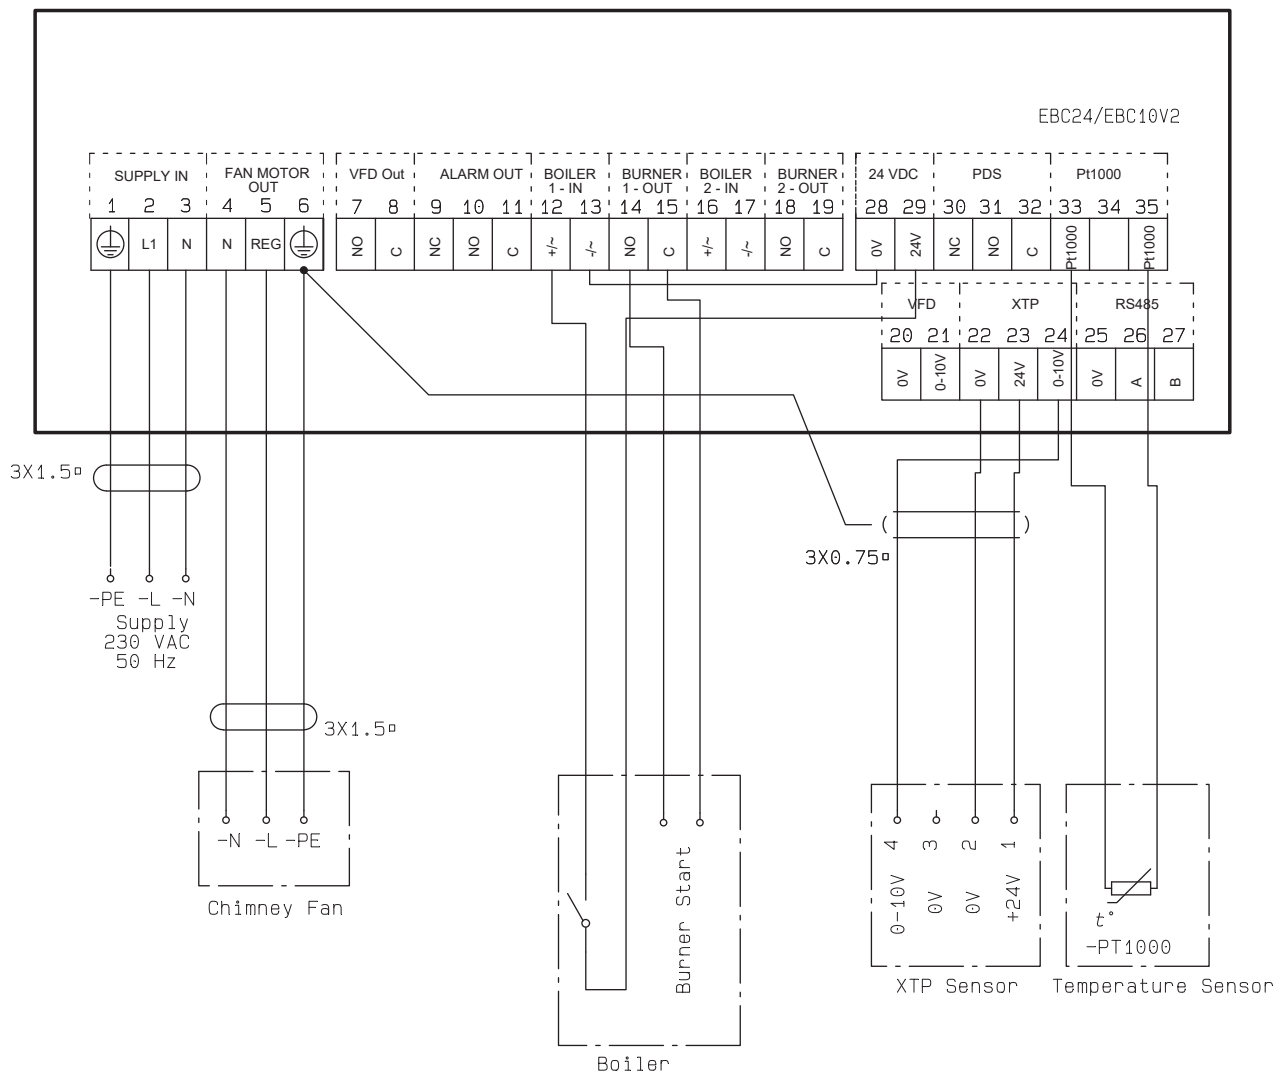 EBC24/EBC10V2
SUPPLY IN
FAN MOTOR
OUT
VFD Out
ALARM OUT
BOILER
1 - IN
BURNER
1 - OUT
BOILER
2 - IN
BURNER
2 - OUT
24 VDC
PDS
Pt1000
1 2 3 4 5 6 7 8 9 10 11 12 13 14 15 16 17 18 19 28 29 30 31 32 33 34 35
L1 N N REG NO C NC NO C +/~ -/~ NO C +/~ -/~ NO C 0V 24V NC NO C Pt1000 Pt1000
VFD XTP RS485
20 21 22 23 24 25 26 27
0V 0-10V 0V 24V 0-10V 0V A B
3X1.5
3X0.75
-PE -L -N
Supply
230 VAC
50 Hz
3X1.5
-N -L -PE
Chimney Fan
Burner Start
Boiler
4 3 2 1
0-10V 0V 0V +24V
XTP Sensor
t°
-PT1000
Temperature Sensor